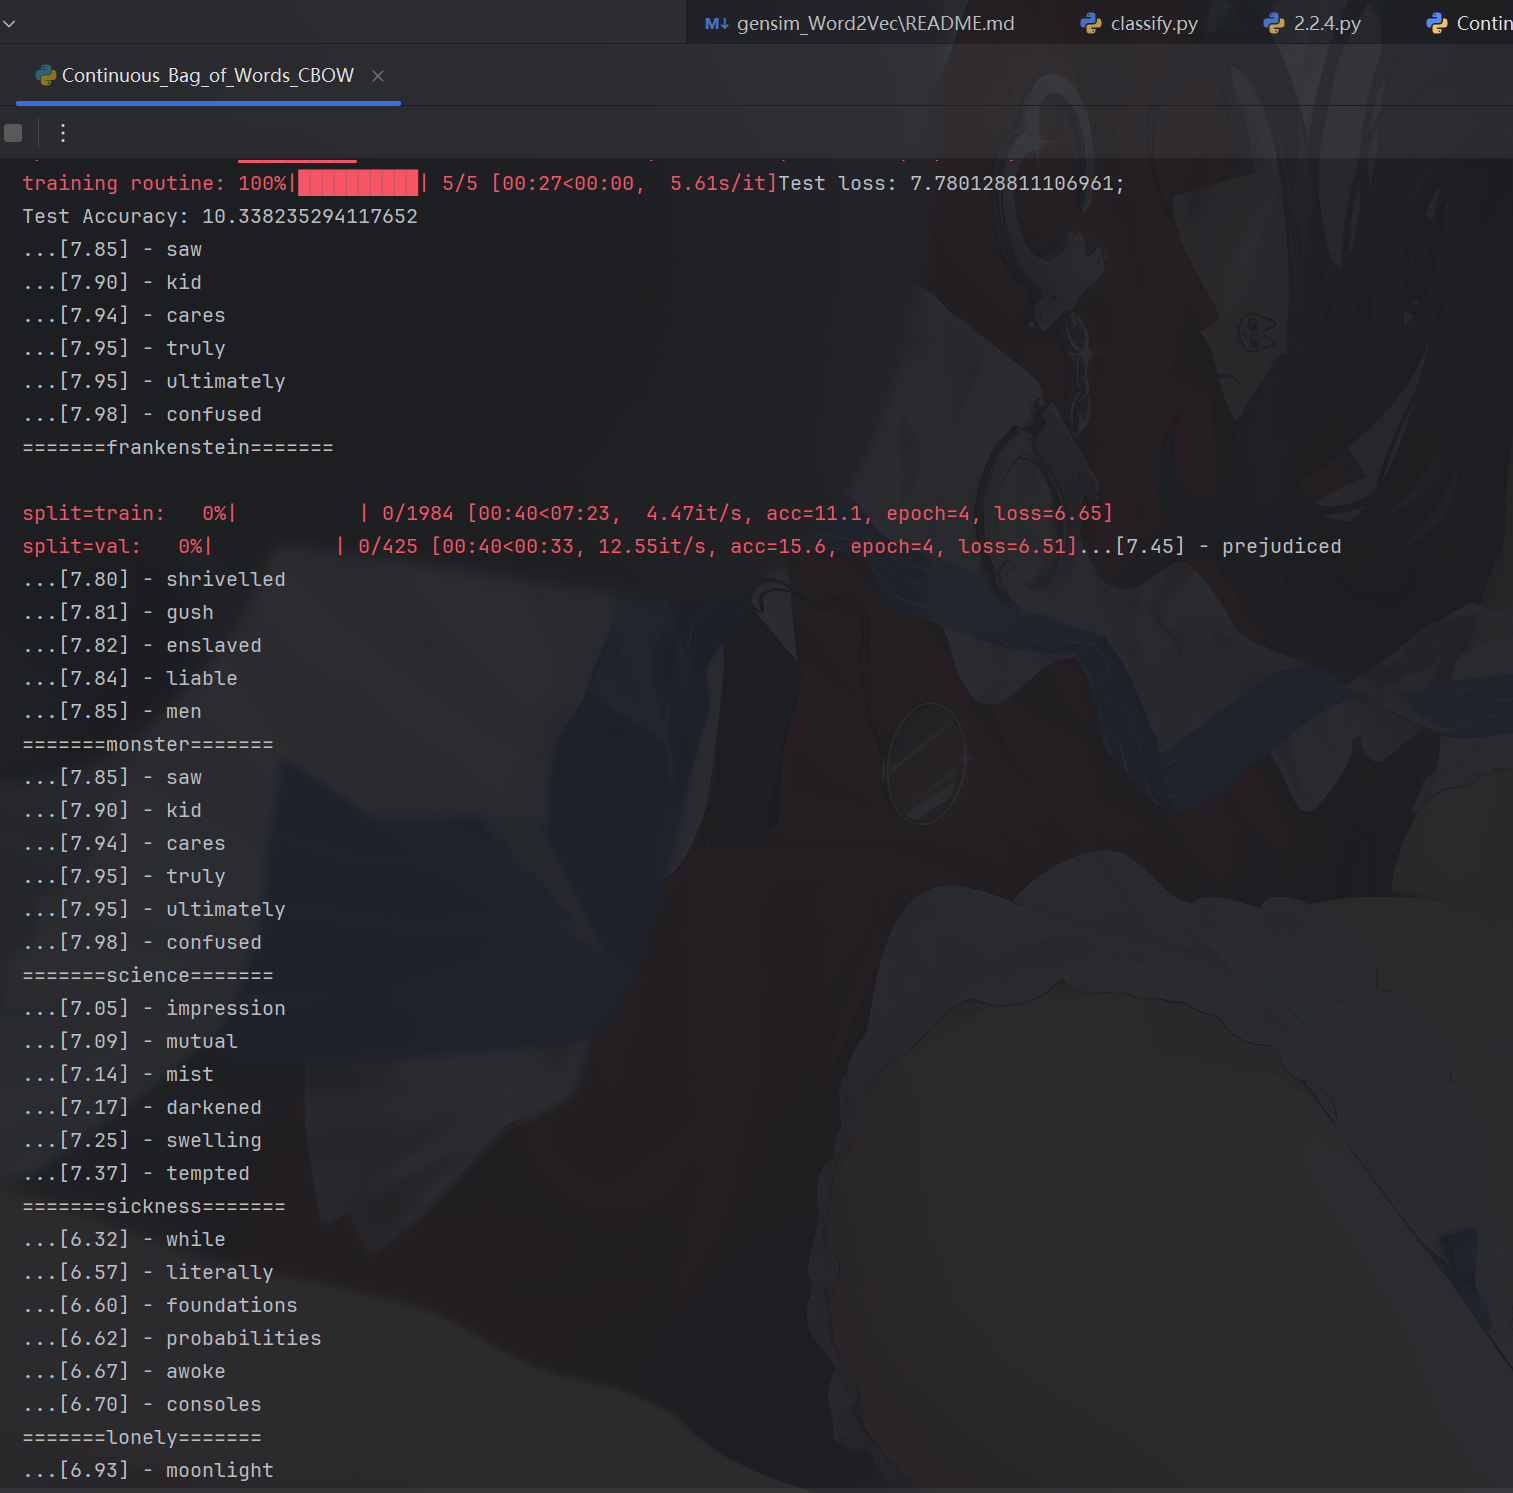 M↓ gensim_Word2Vec\README.md classify.py 2.2.4.py Contin
Continuous_Bag_of_Words_CBOW
training routine: 100%|██████████| 5/5 [00:27<00:00,  5.61s/it]Test loss: 7.780128811106961;
Test Accuracy: 10.338235294117652
...[7.85] - saw
...[7.90] - kid
...[7.94] - cares
...[7.95] - truly
...[7.95] - ultimately
...[7.98] - confused
=======frankenstein=======
split=train:   0%|          | 0/1984 [00:40<07:23,  4.47it/s, acc=11.1, epoch=4, loss=6.65]
split=val:   0%|          | 0/425 [00:40<00:33, 12.55it/s, acc=15.6, epoch=4, loss=6.51]...[7.45] - prejudiced
...[7.80] - shrivelled
...[7.81] - gush
...[7.82] - enslaved
...[7.84] - liable
...[7.85] - men
=======monster=======
...[7.85] - saw
...[7.90] - kid
...[7.94] - cares
...[7.95] - truly
...[7.95] - ultimately
...[7.98] - confused
=======science=======
...[7.05] - impression
...[7.09] - mutual
...[7.14] - mist
...[7.17] - darkened
...[7.25] - swelling
...[7.37] - tempted
=======sickness=======
...[6.32] - while
...[6.57] - literally
...[6.60] - foundations
...[6.62] - probabilities
...[6.67] - awoke
...[6.70] - consoles
=======lonely=======
...[6.93] - moonlight